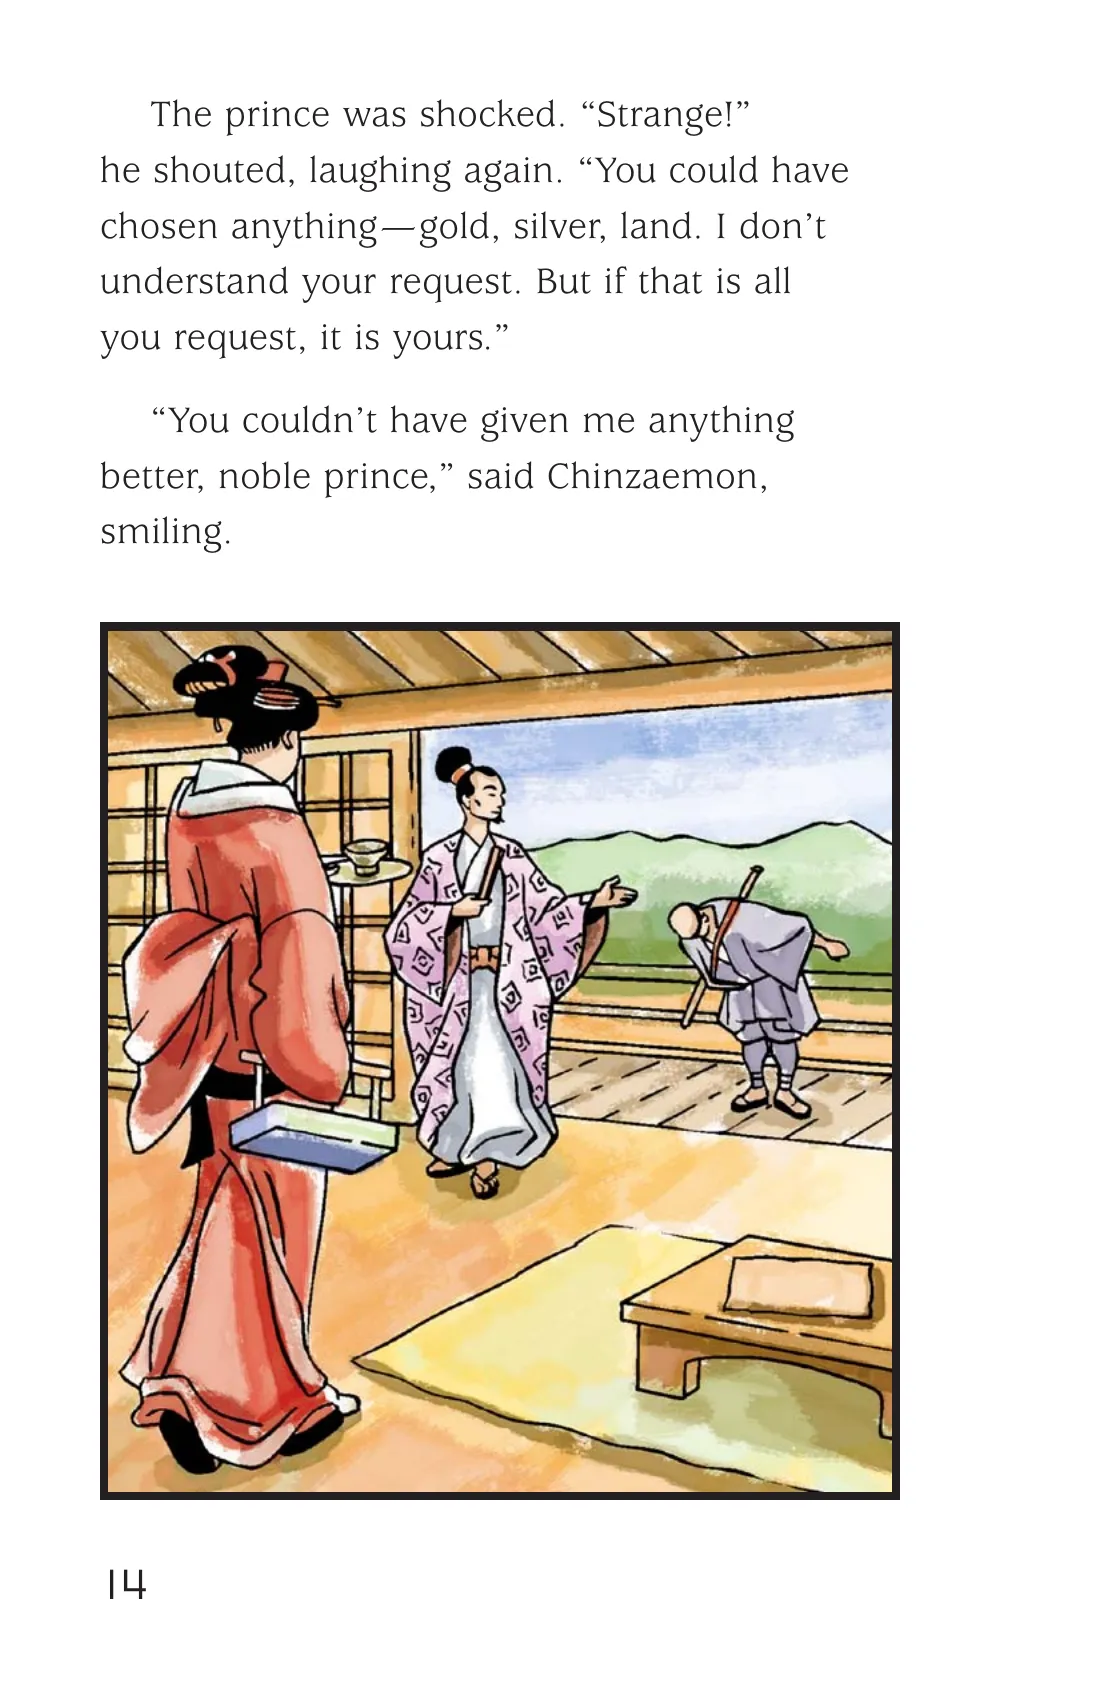 The prince was shocked. “Strange!”
he shouted, laughing again. “You could have
chosen anything—gold, silver, land. I don’t
understand your request. But if that is all
you request, it is yours.”
“You couldn’t have given me anything
better, noble prince,” said Chinzaemon,
smiling.
14